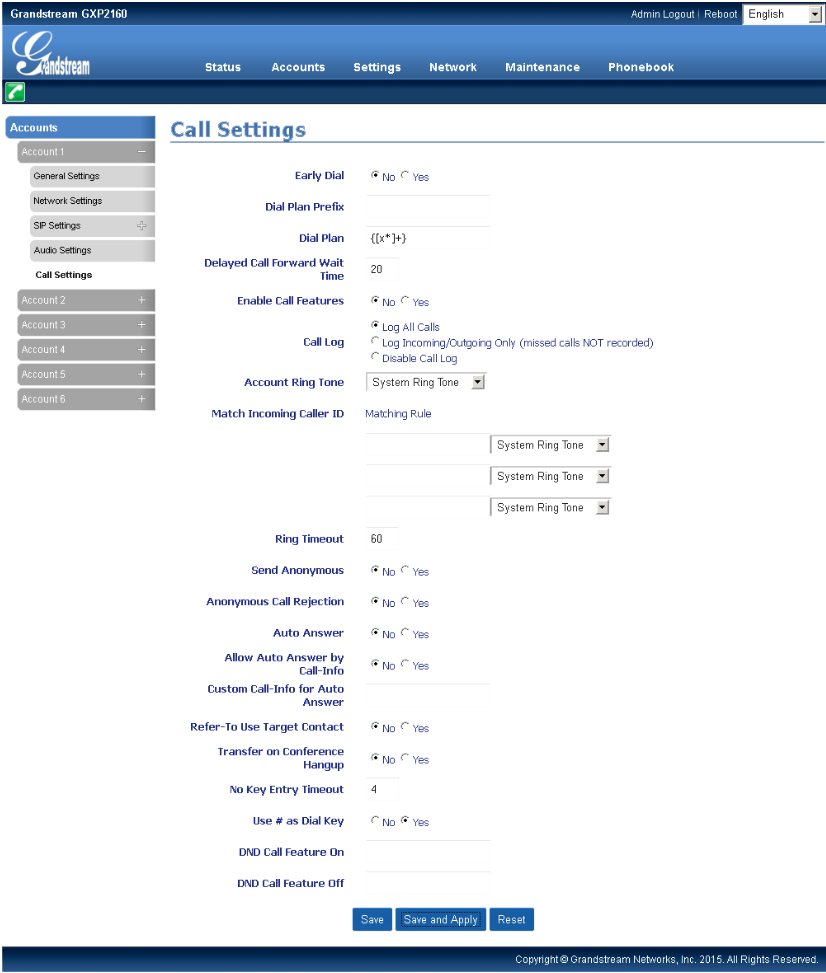 Grandstream GXP2160
Admin Logout | Reboot English
Grandstream
Status Accounts Settings Network Maintenance Phonebook
Accounts
Account 1
General Settings
Network Settings
SIP Settings
Audio Settings
Call Settings
Account 2
Account 3
Account 4
Account 5
Account 6
Call Settings
Early Dial No Yes
Dial Plan Prefix
Dial Plan {[x*]+}
Delayed Call Forward Wait
Time 20
Enable Call Features No Yes
Call Log Log All Calls
Log Incoming/Outgoing Only (missed calls NOT recorded)
Disable Call Log
Account Ring Tone System Ring Tone
Match Incoming Caller ID Matching Rule
System Ring Tone
System Ring Tone
System Ring Tone
Ring Timeout 60
Send Anonymous No Yes
Anonymous Call Rejection No Yes
Auto Answer No Yes
Allow Auto Answer by
Call-Info No Yes
Custom Call-Info for Auto
Answer
Refer-To Use Target Contact No Yes
Transfer on Conference
Hangup No Yes
No Key Entry Timeout 4
Use # as Dial Key No Yes
DND Call Feature On
DND Call Feature Off
Save Save and Apply Reset
Copyright © Grandstream Networks, Inc. 2015. All Rights Reserved.